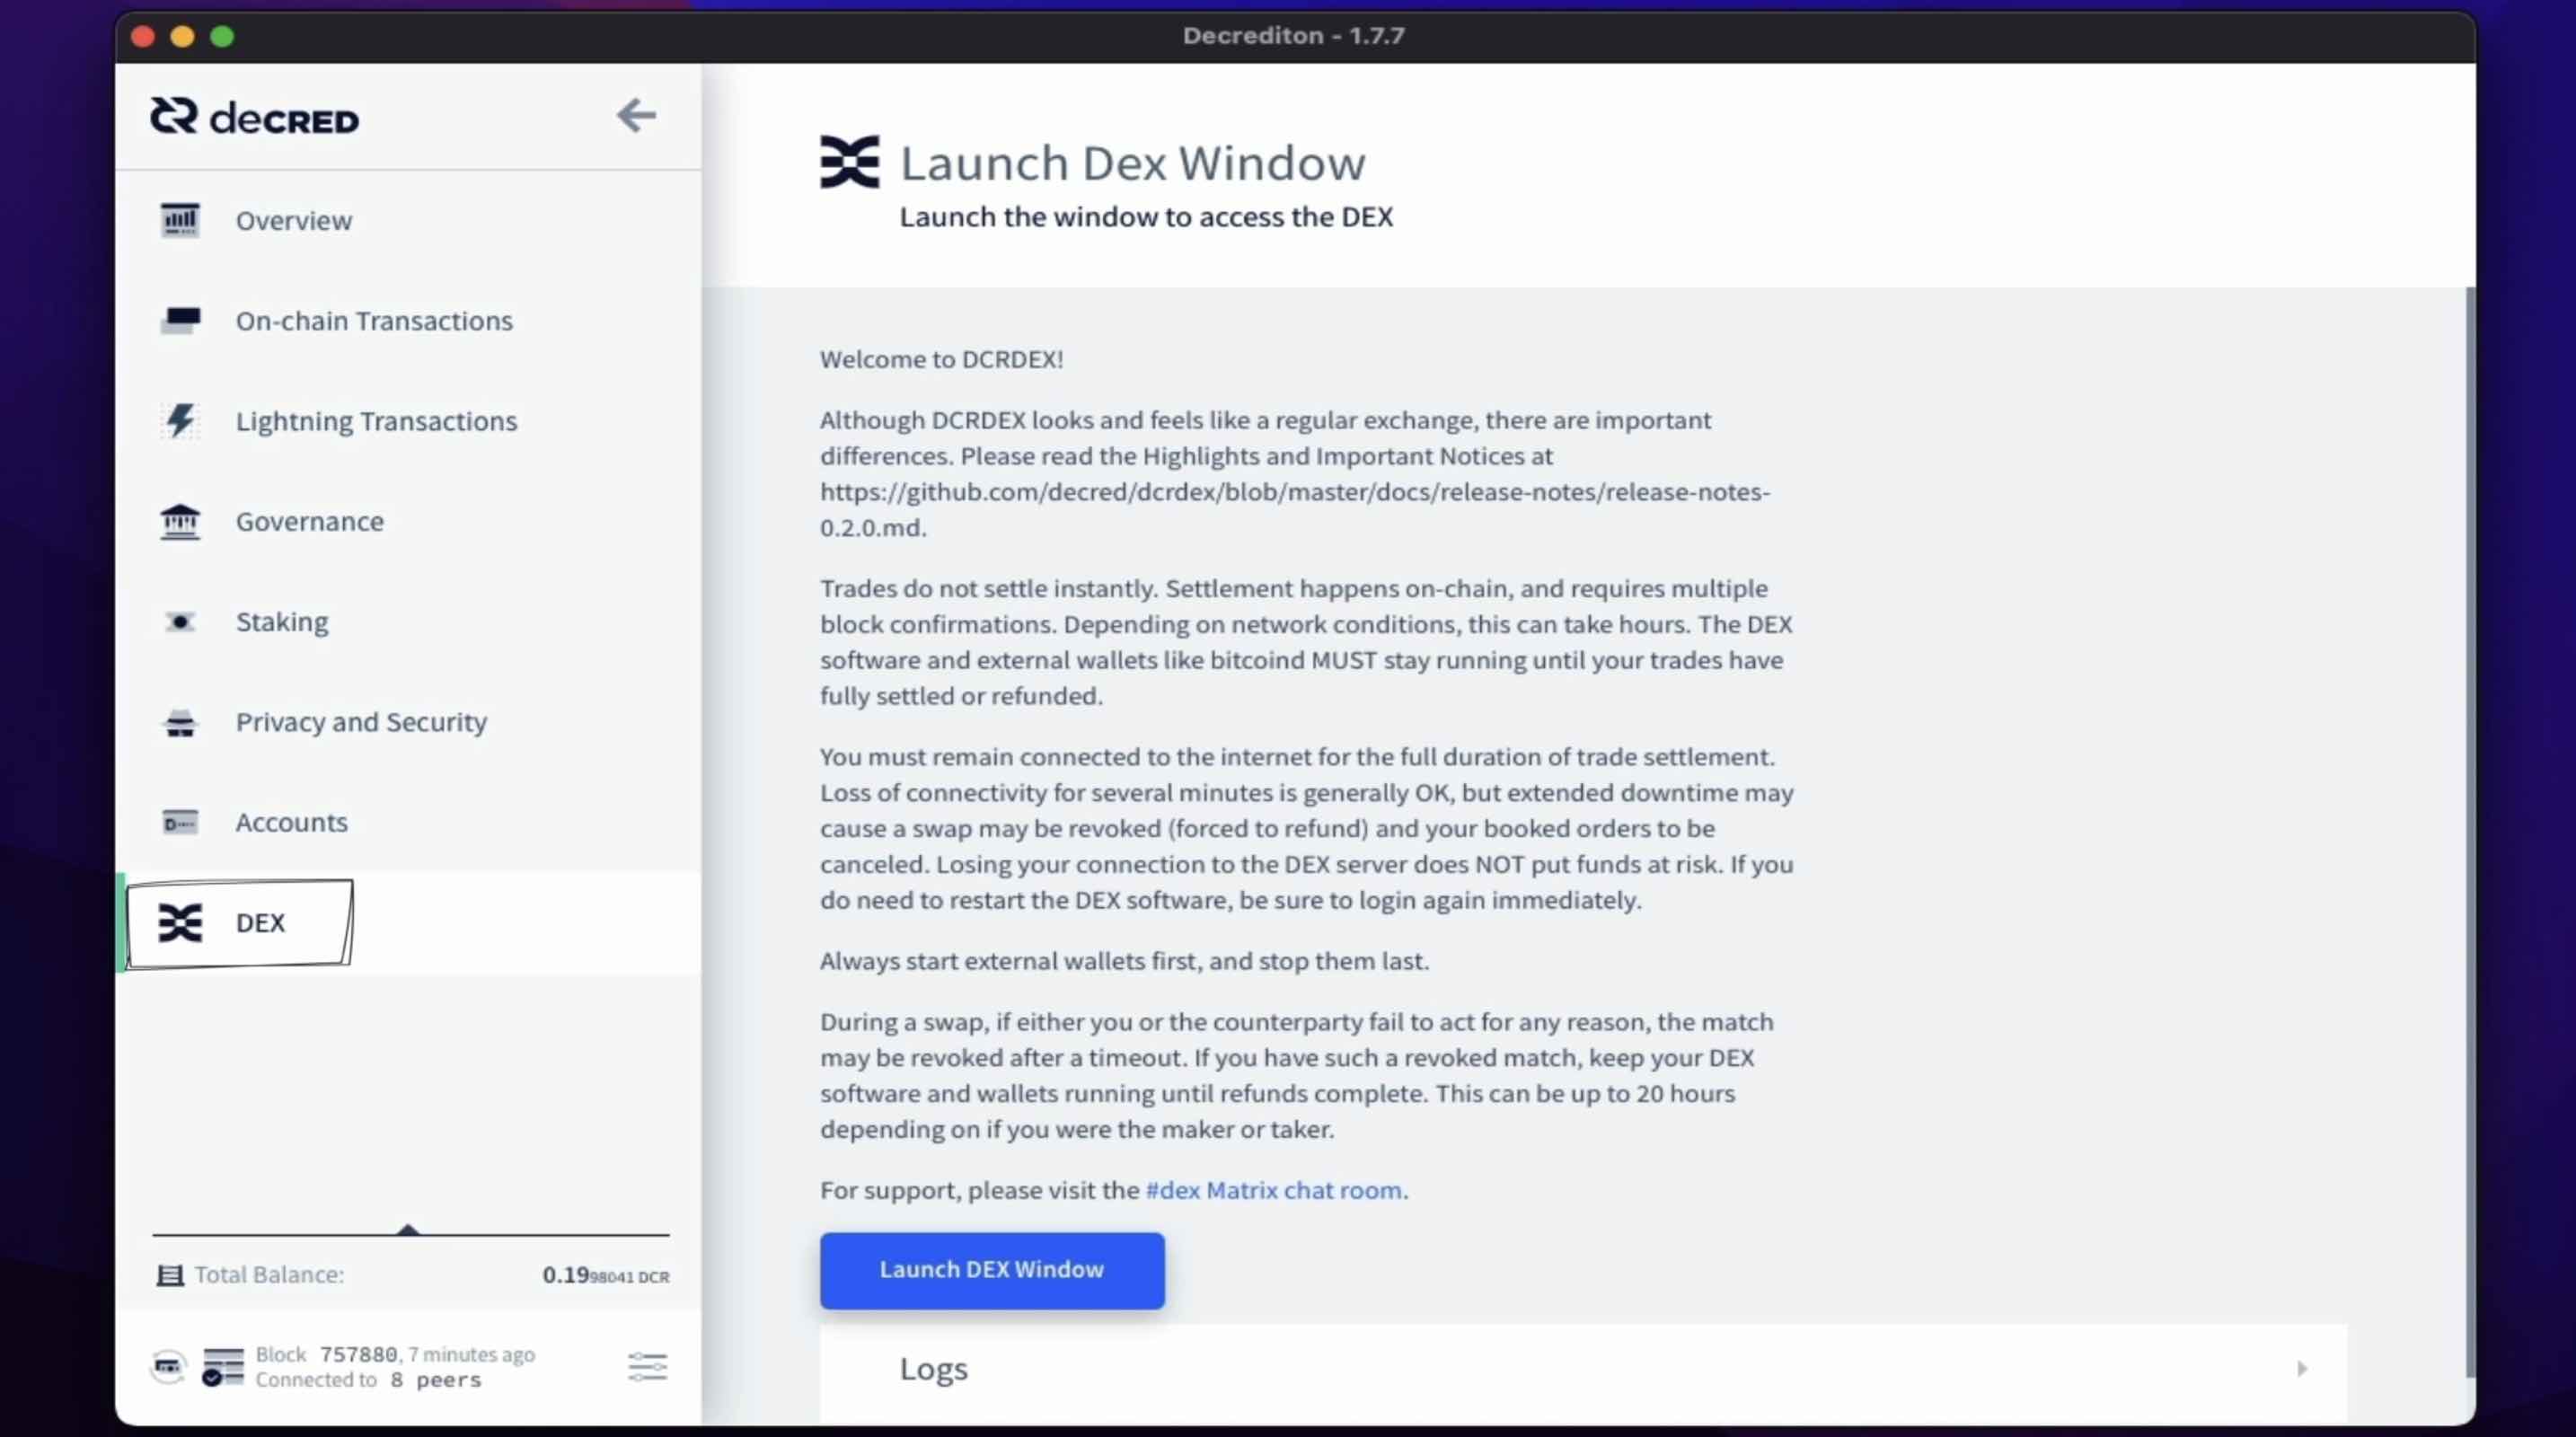 Decrediton - 1.7.7
decRED
Overview
On-chain Transactions
Lightning Transactions
Governance
Staking
Privacy and Security
Accounts
DEX
Total Balance: 0.1998041 DCR
Block 757880, 7 minutes ago
Connected to 8 peers
Launch Dex Window
Launch the window to access the DEX
Welcome to DCRDEX!
Although DCRDEX looks and feels like a regular exchange, there are important
differences. Please read the Highlights and Important Notices at
https://github.com/decred/dcrdex/blob/master/docs/release-notes/release-notes-
0.2.0.md.
Trades do not settle instantly. Settlement happens on-chain, and requires multiple
block confirmations. Depending on network conditions, this can take hours. The DEX
software and external wallets like bitcoind MUST stay running until your trades have
fully settled or refunded.
You must remain connected to the internet for the full duration of trade settlement.
Loss of connectivity for several minutes is generally OK, but extended downtime may
cause a swap may be revoked (forced to refund) and your booked orders to be
canceled. Losing your connection to the DEX server does NOT put funds at risk. If you
do need to restart the DEX software, be sure to login again immediately.
Always start external wallets first, and stop them last.
During a swap, if either you or the counterparty fail to act for any reason, the match
may be revoked after a timeout. If you have such a revoked match, keep your DEX
software and wallets running until refunds complete. This can be up to 20 hours
depending on if you were the maker or taker.
For support, please visit the #dex Matrix chat room.
Launch DEX Window
Logs